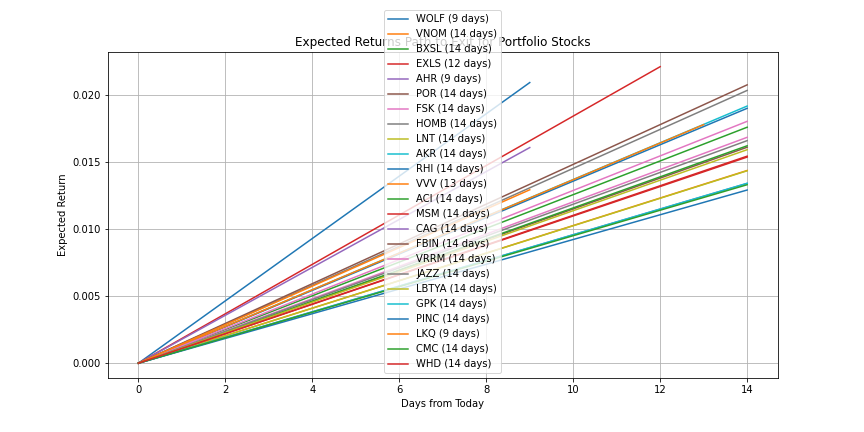 Expected Returns Path to Exit for Portfolio Stocks
WOLF (9 days)
VNOM (14 days)
BXSL (14 days)
EXLS (12 days)
AHR (9 days)
POR (14 days)
FSK (14 days)
HOMB (14 days)
LNT (14 days)
AKR (14 days)
RHI (14 days)
VVV (13 days)
ACI (14 days)
MSM (14 days)
CAG (14 days)
FBIN (14 days)
VRRM (14 days)
JAZZ (14 days)
LBTYA (14 days)
GPK (14 days)
PINC (14 days)
LKQ (9 days)
CMC (14 days)
WHD (14 days)
Expected Return
0.020
0.015
0.010
0.005
0.000
0 2 4 6 8 10 12 14
Days from Today